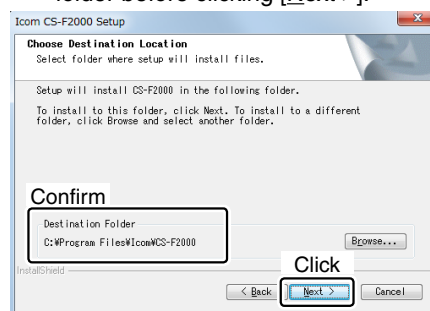 folder before clicking [Next >].
Icom CS-F2000 Setup
Choose Destination Location
Select folder where setup will install files.
Setup will install CS-F2000 in the following folder.
To install to this folder, click Next. To install to a different
folder, click Browse and select another folder.
Confirm
Destination Folder
C:¥Program Files¥Icom¥CS-F2000
Browse...
Click
InstallShield
< Back
Next >
Cancel